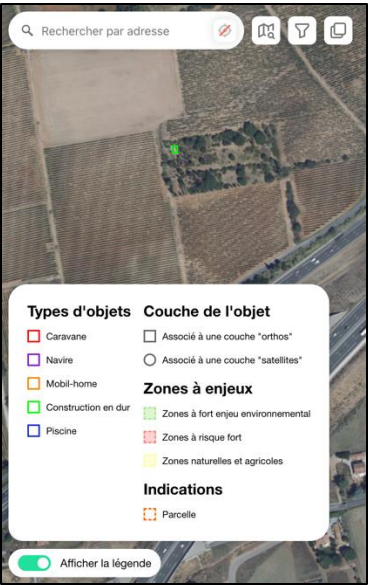 Rechercher par adresse
Types d'objets
Caravane
Navire
Mobil-home
Construction en dur
Piscine
Couche de l'objet
Associé à une couche "orthos"
Associé à une couche "satellites"
Zones à enjeux
Zones à fort enjeu environnemental
Zones à risque fort
Zones naturelles et agricoles
Indications
Parcelle
Afficher la légende